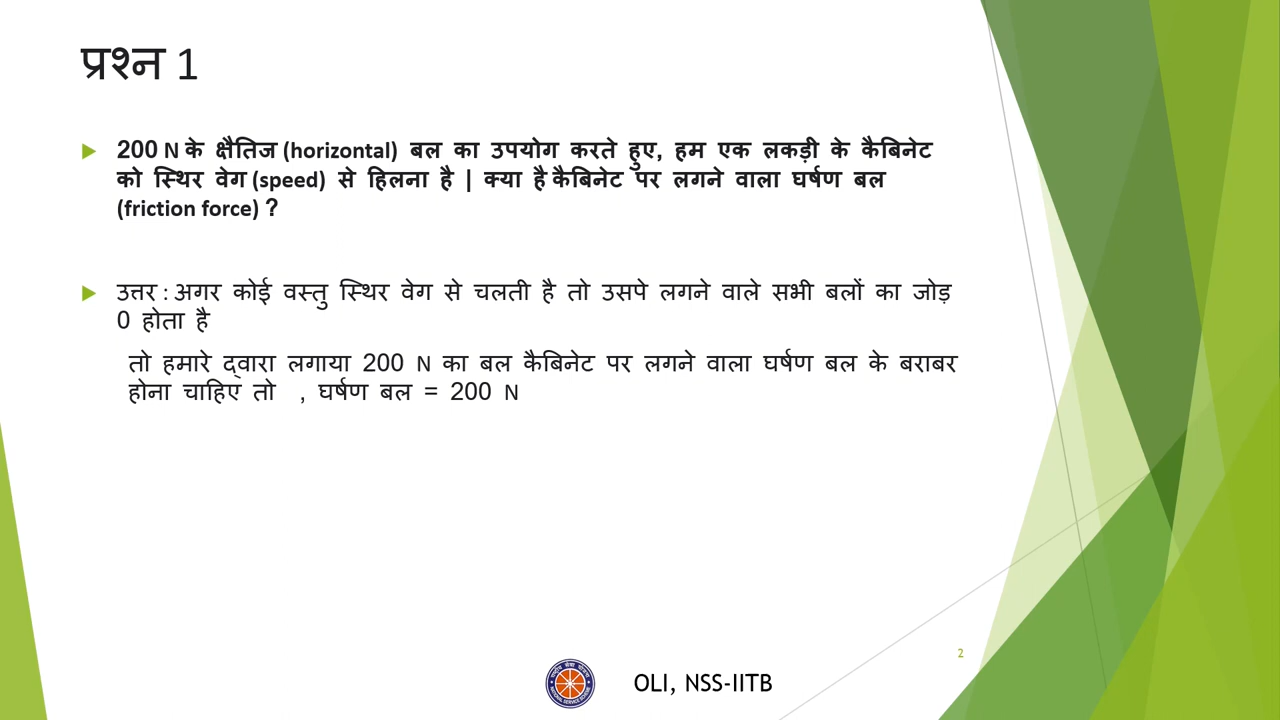 प्रश्न 1
200 N के क्षैतिज (horizontal) बल का उपयोग करते हुए, हम एक लकड़ी के कैबिनेट
को स्थिर वेग (speed) से हिलना है | क्या है कैबिनेट पर लगने वाला घर्षण बल
(friction force) ?
उत्तर : अगर कोई वस्तु स्थिर वेग से चलती है तो उसपे लगने वाले सभी बलों का जोड़
0 होता है
तो हमारे द्वारा लगाया 200 N का बल कैबिनेट पर लगने वाला घर्षण बल के बराबर
होना चाहिए तो , घर्षण बल = 200 N
2
OLI, NSS-IITB